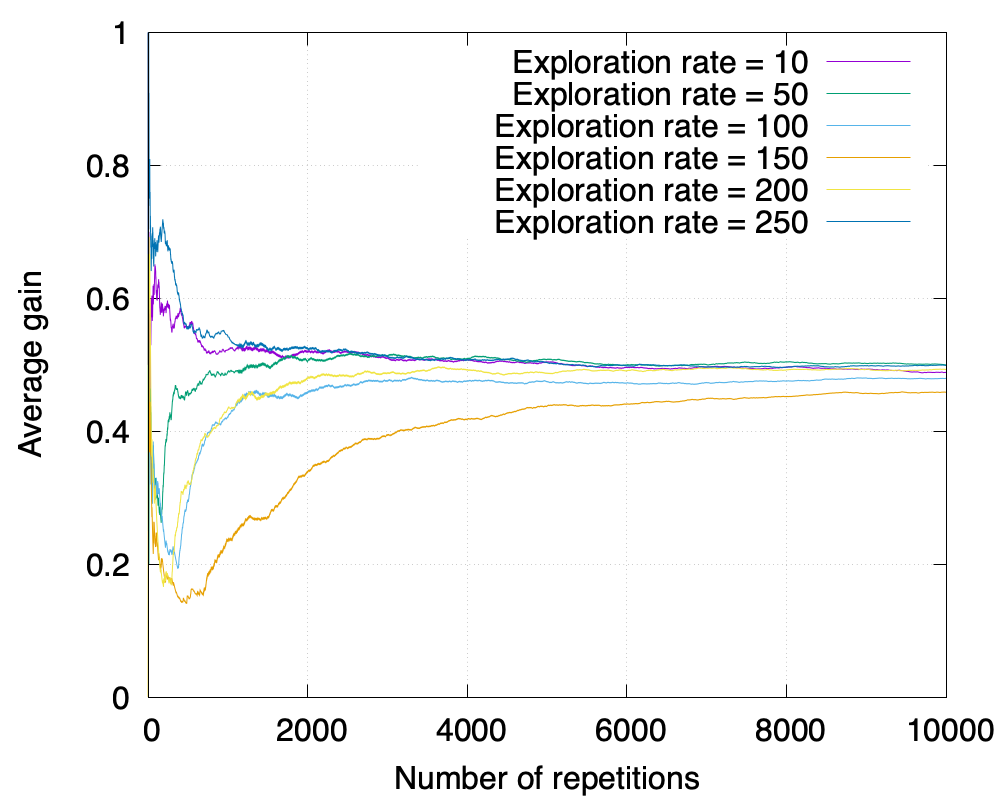 1
0.8
0.6
0.4
0.2
0
0
2000
4000
6000
8000
10000
Average gain
Number of repetitions
Exploration rate = 10
Exploration rate = 50
Exploration rate = 100
Exploration rate = 150
Exploration rate = 200
Exploration rate = 250